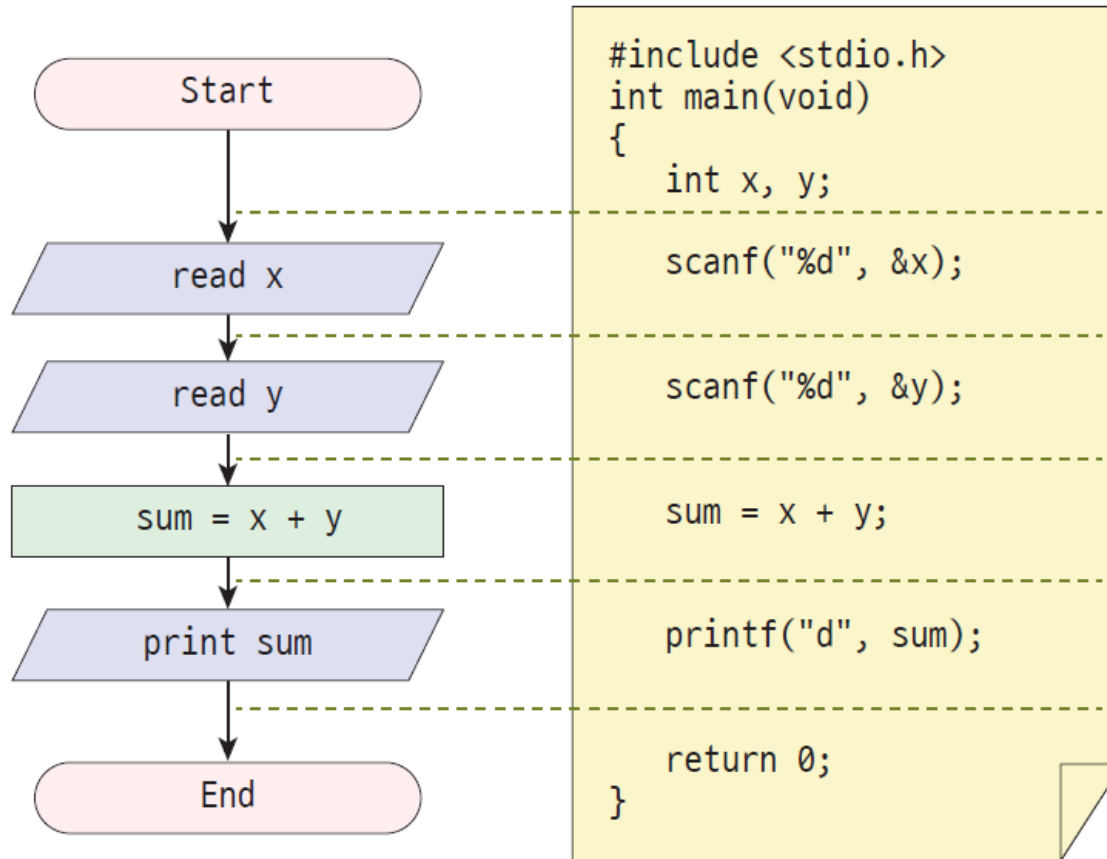 Start
read x
read y
sum = x + y
print sum
End
#include <stdio.h>
int main(void)
{
int x, y;
scanf("%d", &x);
scanf("%d", &y);
sum = x + y;
printf("d", sum);
return 0;
}